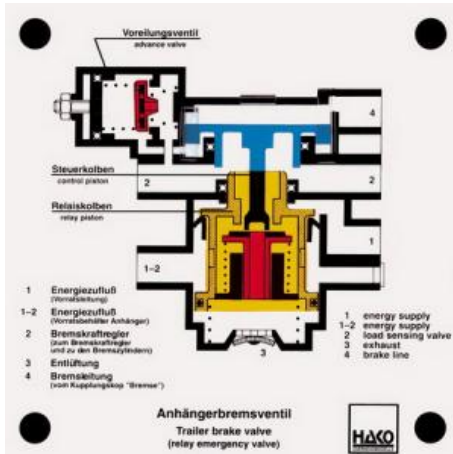 Voreilungsventil
advance valve
4
Steuerkolben
control piston
2
2
Relaiskolben
relay piston
1
1–2
1 Energiezufluß
(Vorratsleitung)
1–2 Energiezufluß
(Vorratsbehälter Anhänger)
2 Bremskraftregler
(zum Bremskraftregler
und zu den Bremszylindern)
3 Entlüftung
4 Bremsleitung
(vom Kupplungskop "Bremse")
3
1 energy supply
1–2 energy supply
2 load sensing valve
3 exhaust
4 brake line
Anhängerbremsventil
Trailer brake valve
(relay emergency valve)
HAKO